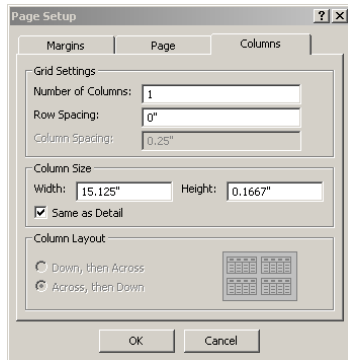 Page Setup
Margins Page Columns
Grid Settings
Number of Columns: 1
Row Spacing: 0"
Column Spacing: 0.25"
Column Size
Width: 15.125" Height: 0.1667"
Same as Detail
Column Layout
Down, then Across
Across, then Down
OK Cancel